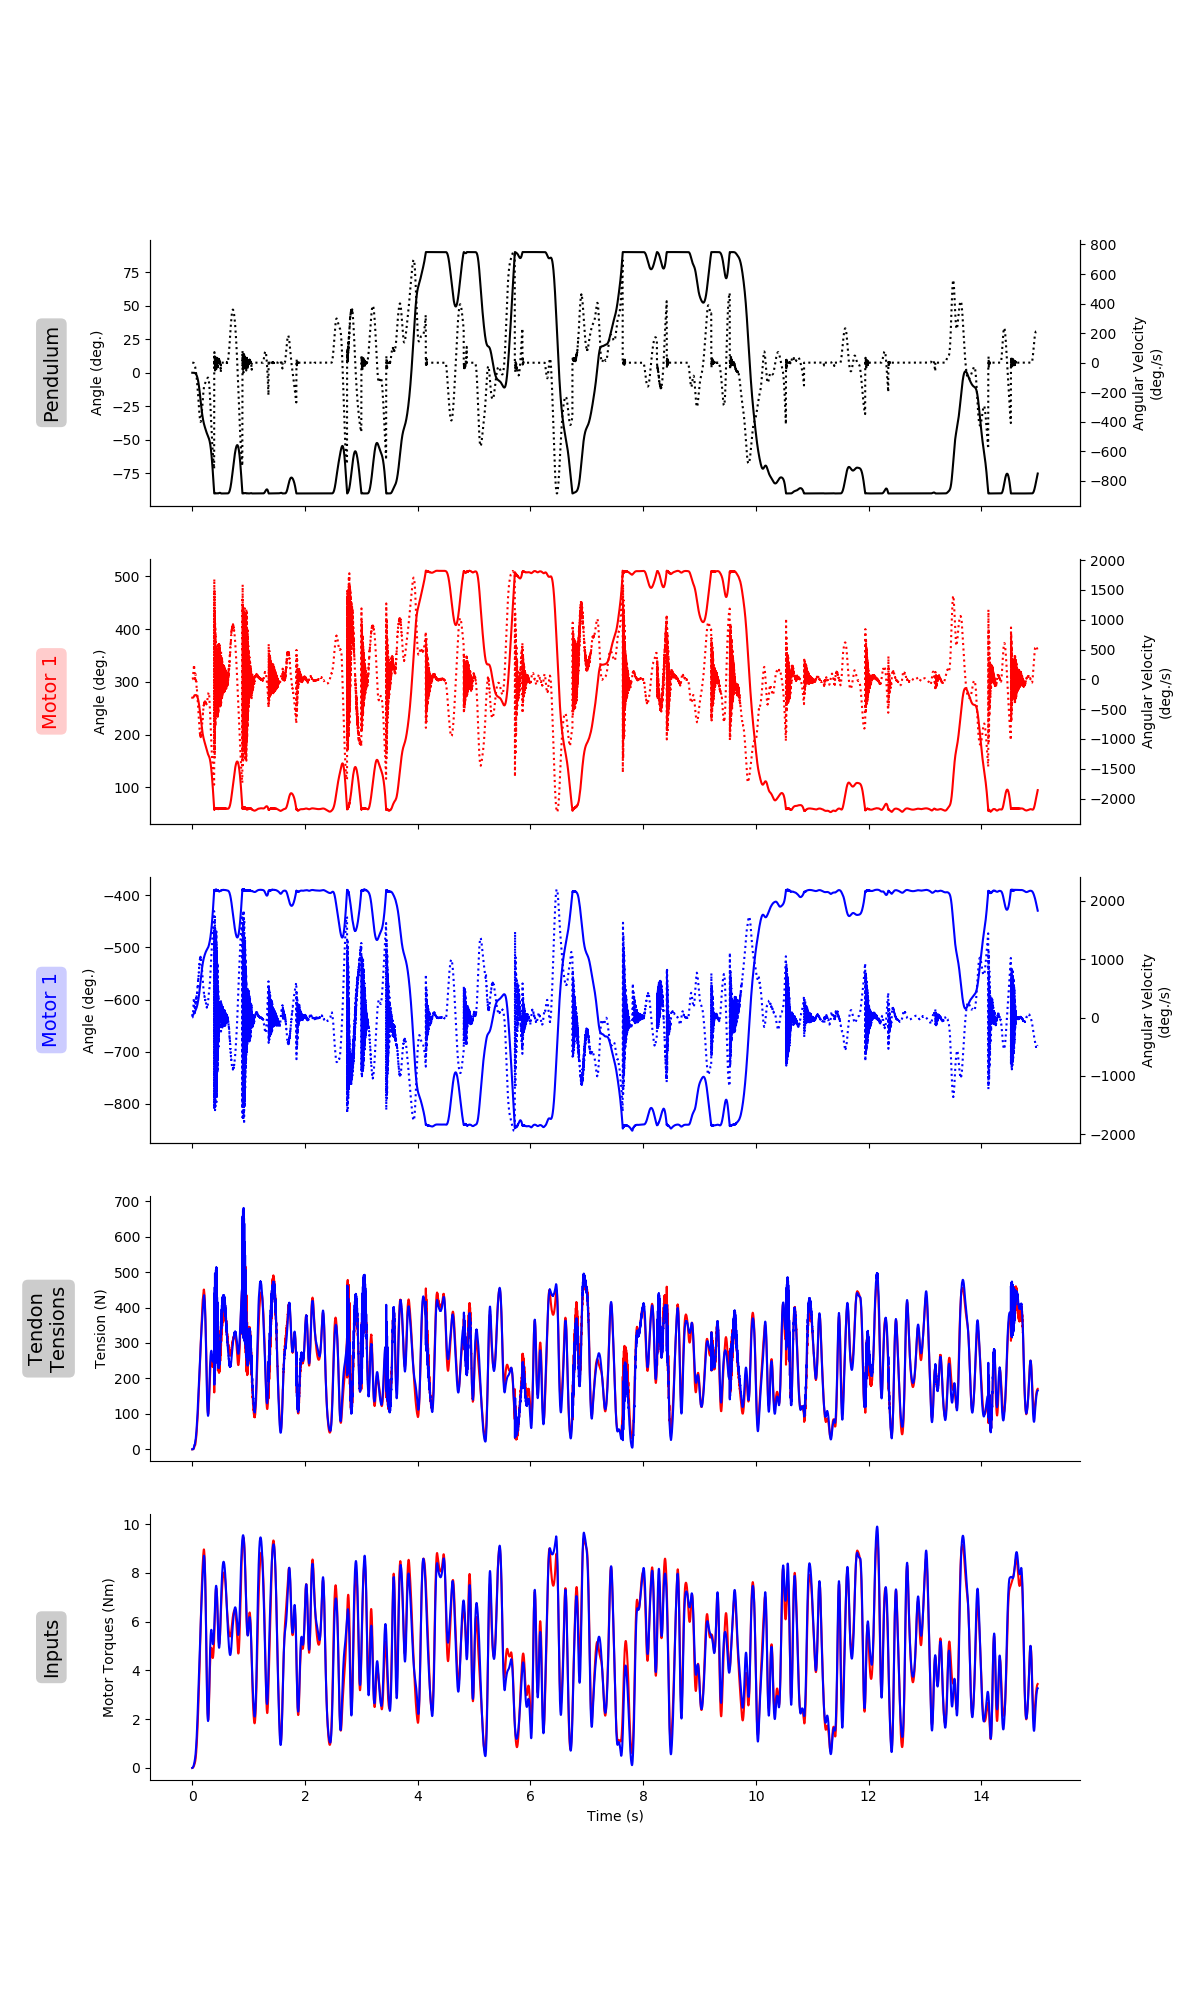 Pendulum
Angle (deg.)
75
50
25
0
−25
−50
−75
800
600
400
200
0
−200
−400
−600
−800
Angular Velocity
(deg./s)
Motor 1
Angle (deg.)
500
400
300
200
100
2000
1500
1000
500
0
−500
−1000
−1500
−2000
Angular Velocity
(deg./s)
Motor 1
Angle (deg.)
−400
−500
−600
−700
−800
2000
1000
0
−1000
−2000
Angular Velocity
(deg./s)
Tendon
Tensions
Tension (N)
700
600
500
400
300
200
100
0
Inputs
Motor Torques (Nm)
10
8
6
4
2
0
0 2 4 6 8 10 12 14
Time (s)